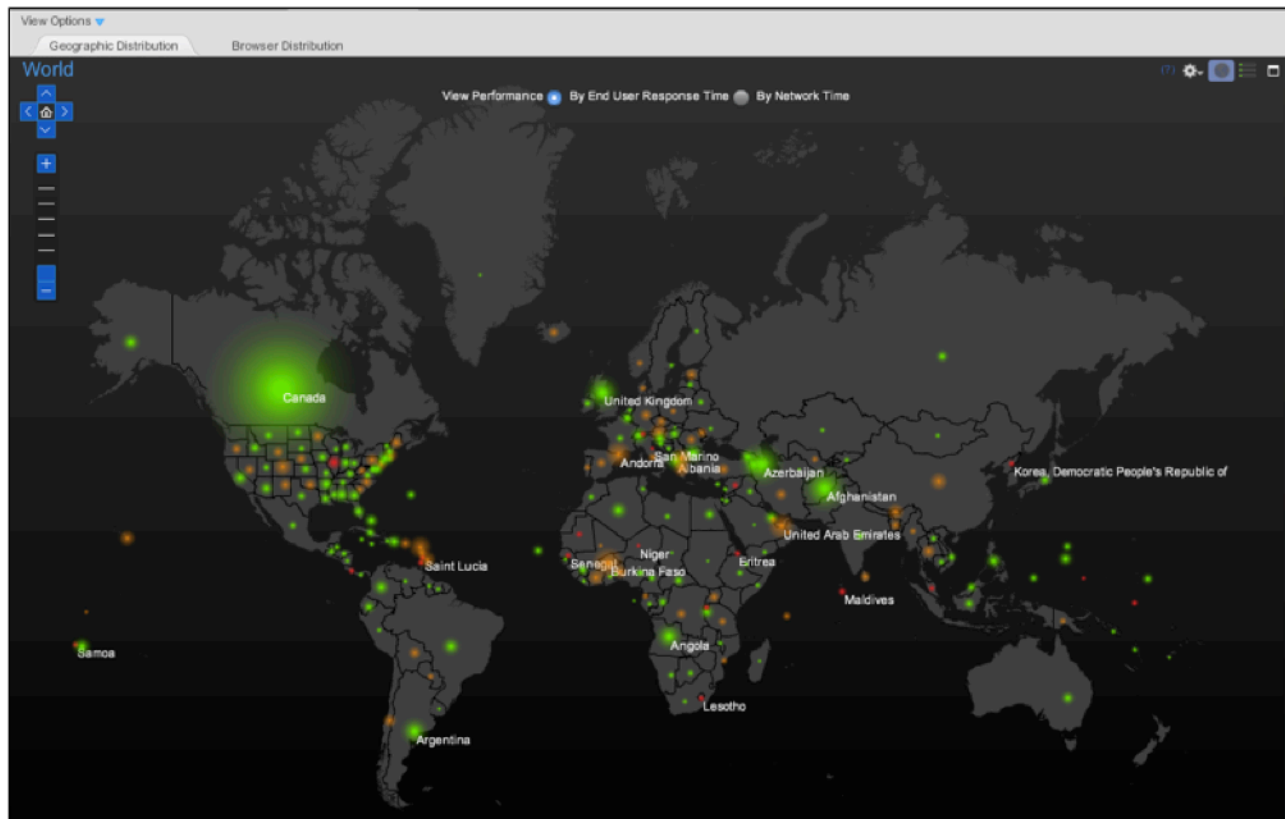 View Options
Geographic Distribution
Browser Distribution
World
(?)
View Performance By End User Response Time By Network Time
Canada
United Kingdom
San Marino
Andorra
Albania
Azerbaijan
Korea, Democratic People's Republic of
Afghanistan
United Arab Emirates
Niger
Eritrea
Saint Lucia
Senegal
Burkina Faso
Maldives
Angola
Samoa
Lesotho
Argentina